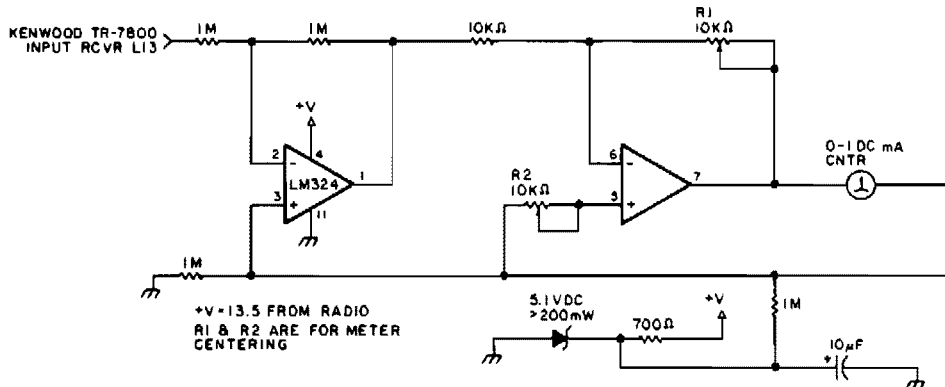 KENWOOD TR-7800
INPUT RCVR L13
1M
1M
10KΩ
R1
10KΩ
+V
2
-
4
LM324
1
3
+
11
6
-
7
5
+
R2
10KΩ
0-1 DC mA
CNTR
1M
+V=13.5 FROM RADIO
R1 & R2 ARE FOR METER
CENTERING
5.1VDC
>200mW
700Ω
+V
1M
10µF
+